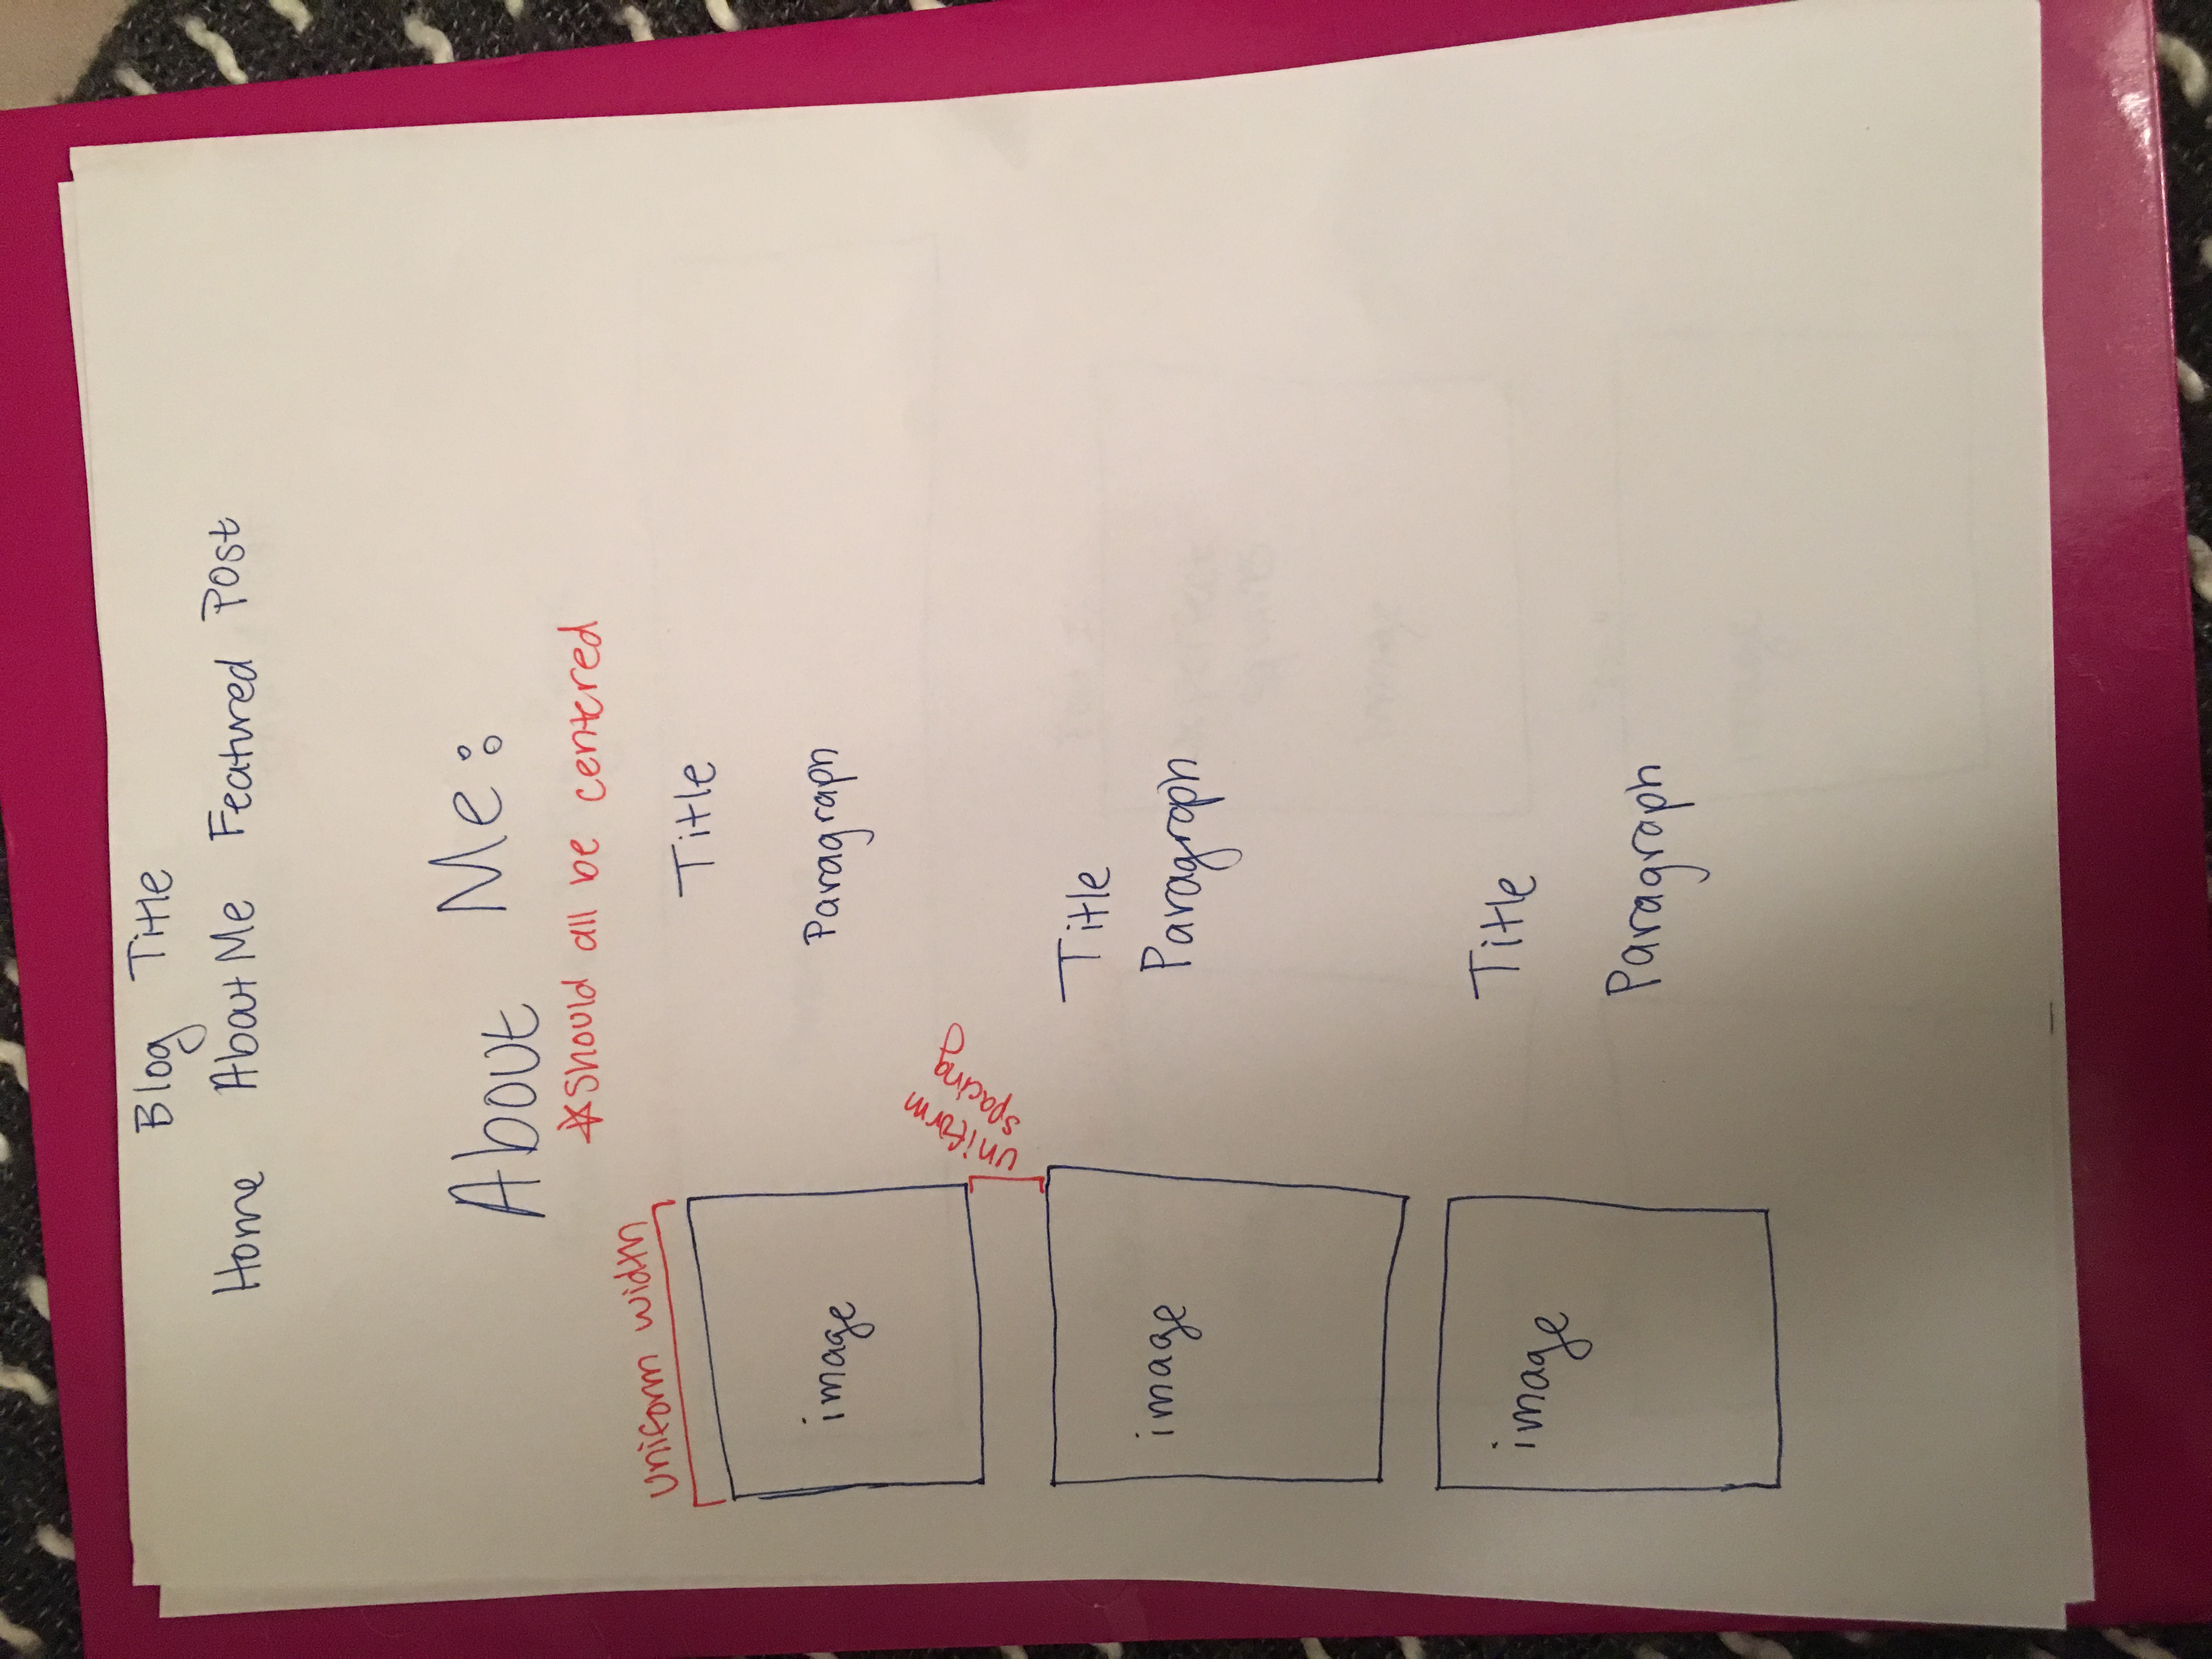 Blog Title
Home About Me Featured Post
About Me:
*Should all be centered
uniform width
Title
image
Paragraph
uniform
spacing
Title
image
Paragraph
Title
image
Paragraph